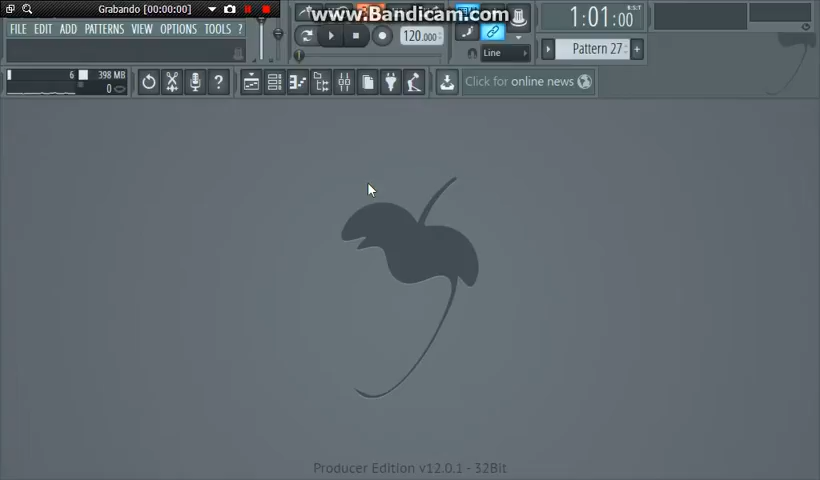 Grabando [00:00:00]
www.Bandicam.com
FILE EDIT ADD PATTERNS VIEW OPTIONS TOOLS ?
120.000
1:01:00
B:S:T
Line
Pattern 27
6
398 MB
0
?
Click for online news
Producer Edition v12.0.1 - 32Bit